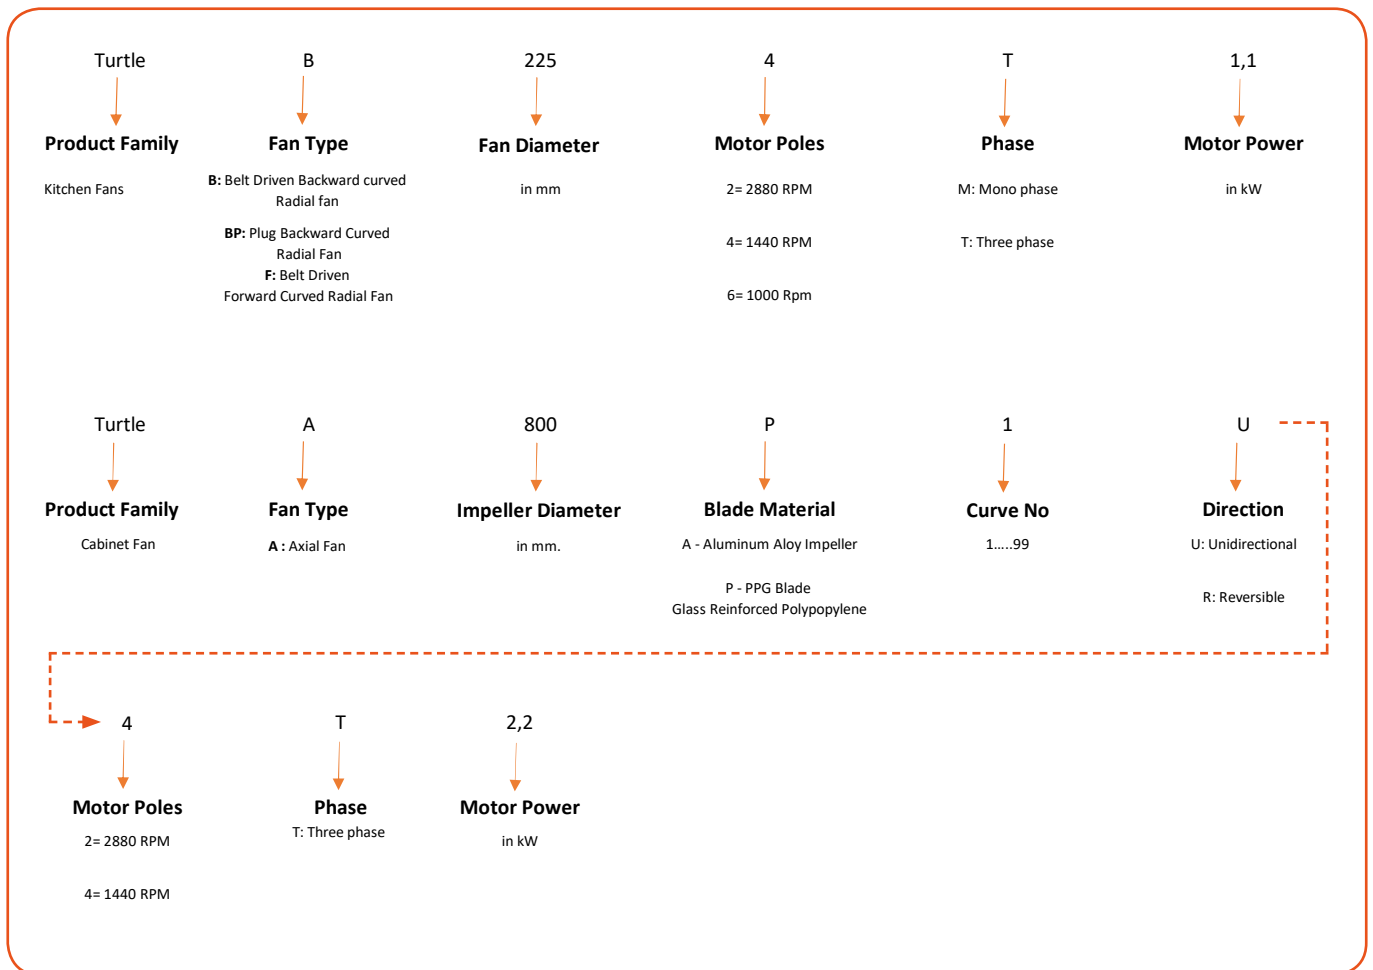 Turtle B 225 4 T 1,1
Product Family Fan Type Fan Diameter Motor Poles Phase Motor Power
Kitchen Fans
B: Belt Driven Backward curved
Radial fan
BP: Plug Backward Curved
Radial Fan
F: Belt Driven
Forward Curved Radial Fan
in mm
2= 2880 RPM
4= 1440 RPM
6= 1000 Rpm
M: Mono phase
T: Three phase
in kW
Turtle A 800 P 1 U
Product Family Fan Type Impeller Diameter Blade Material Curve No Direction
Cabinet Fan
A : Axial Fan
in mm.
A - Aluminum Aloy Impeller
P - PPG Blade
Glass Reinforced Polypopylene
1.....99
U: Unidirectional
R: Reversible
4 T 2,2
Motor Poles Phase Motor Power
2= 2880 RPM
4= 1440 RPM
T: Three phase
in kW